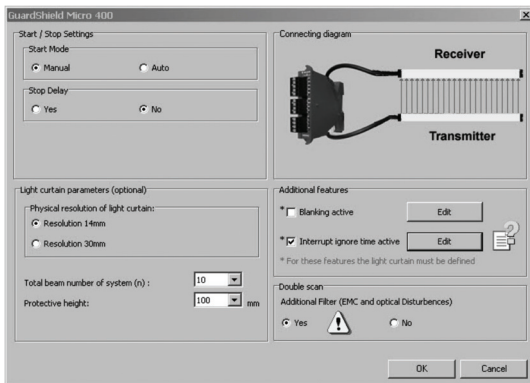 GuardShield Micro 400
Start / Stop Settings
Start Mode
Manual
Auto
Stop Delay
Yes
No
Connecting diagram
Receiver
Transmitter
Light curtain parameters (optional)
Physical resolution of light curtain:
Resolution 14mm
Resolution 30mm
Total beam number of system (n) :
10
Protective height:
100
mm
Additional features
* Blanking active
Edit
* Interrupt ignore time active
Edit
* For these features the light curtain must be defined
Double scan
Additional Filter (EMC and optical Disturbences)
Yes
No
OK
Cancel